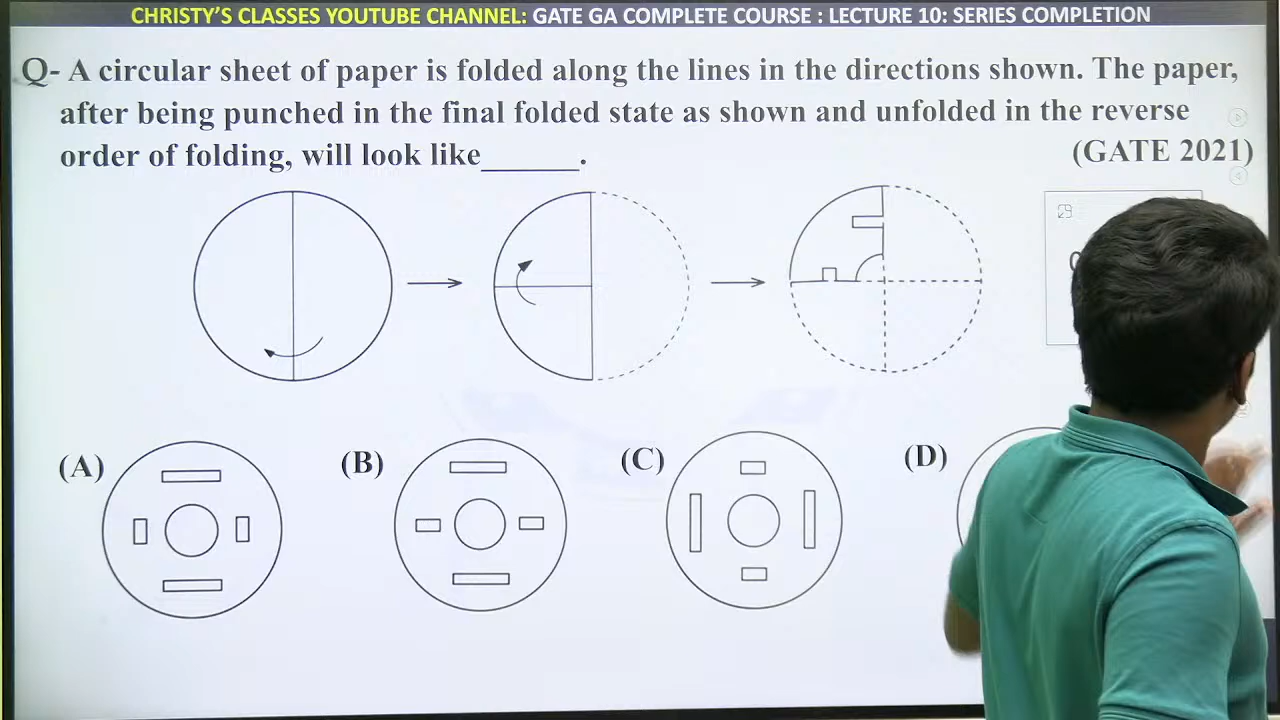 CHRISTY'S CLASSES YOUTUBE CHANNEL: GATE GA COMPLETE COURSE : LECTURE 10: SERIES COMPLETION
Q- A circular sheet of paper is folded along the lines in the directions shown. The paper,
after being punched in the final folded state as shown and unfolded in the reverse
order of folding, will look like______.
(GATE 2021)
(A)
(B)
(C)
(D)